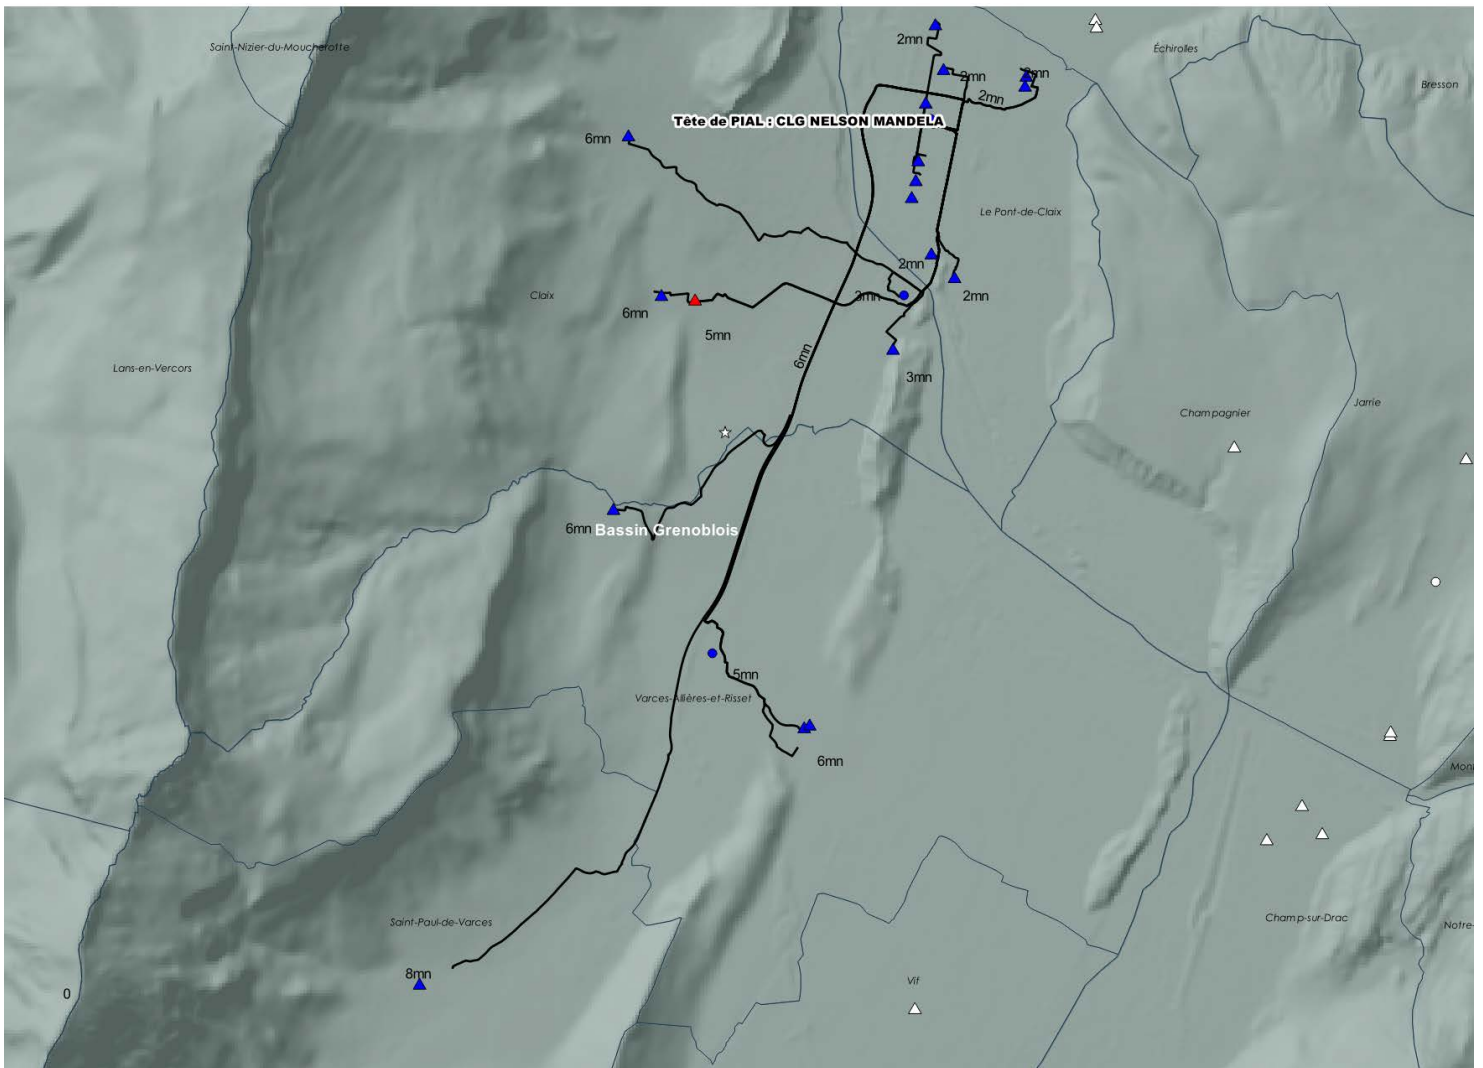 2mn
Saint-Nizier-du-Moucherotte
Échirolles
2mn
2mn
Bresson
2mn
Tête de PIAL : CLG NELSON MANDELA
6mn
Le Pont-de-Claix
2mn
Claix
3mn
2mn
6mn
5mn
6mn
Lans-en-Vercors
3mn
Jarrie
Champagnier
6mn
Bassin Grenoblois
5mn
Varces-Allières-et-Risset
6mn
Mont
Saint-Paul-de-Varces
Champ-sur-Drac
Notre-
8mn
Vif
0